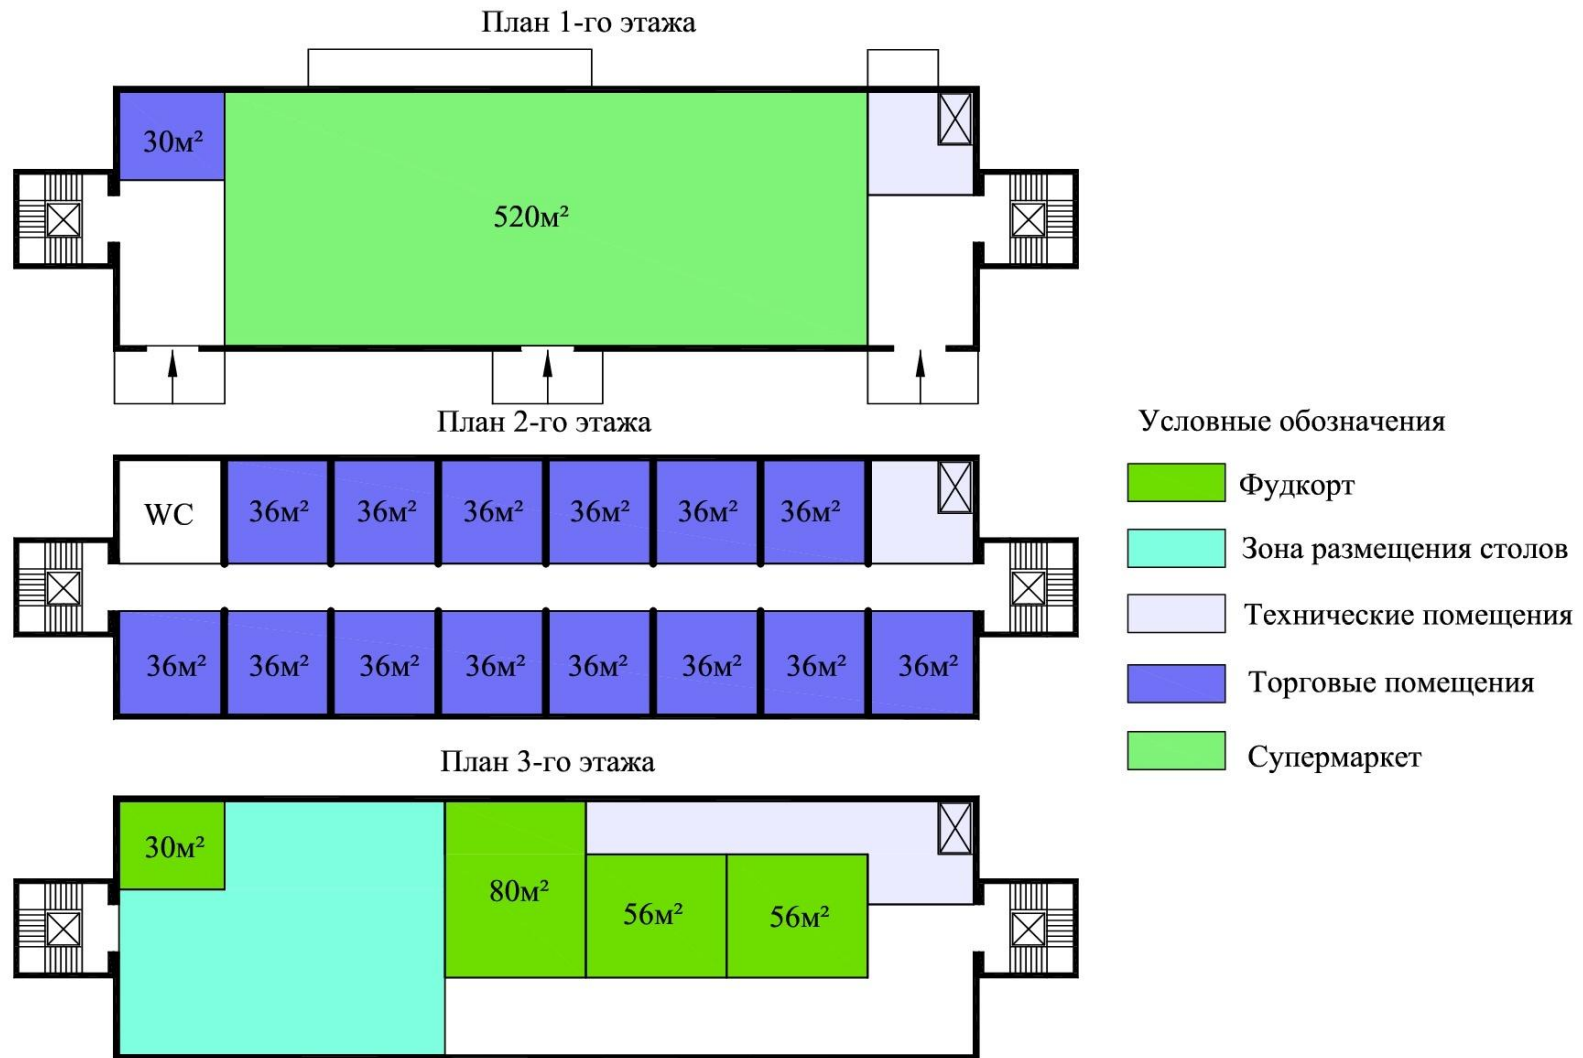 План 1-го этажа
30м²
520м²
План 2-го этажа
WC
36м² 36м² 36м² 36м² 36м² 36м²
36м² 36м² 36м² 36м² 36м² 36м² 36м² 36м²
План 3-го этажа
30м²
80м²
56м²
56м²
Условные обозначения
Фудкорт
Зона размещения столов
Технические помещения
Торговые помещения
Супермаркет